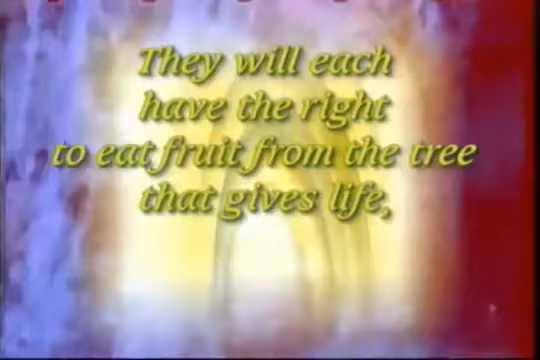 They will each
have the right
to eat fruit from the tree
that gives life,